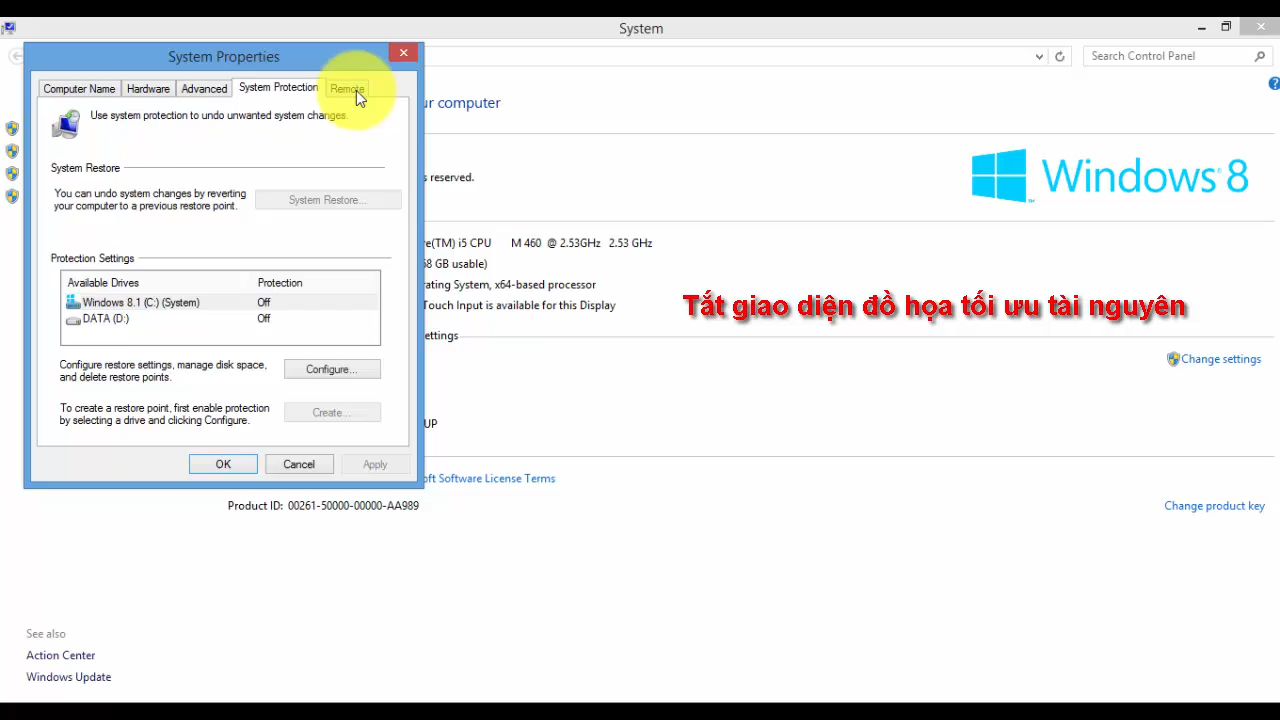 System
System Properties
Search Control Panel
Computer Name
Hardware
Advanced
System Protection
Remote
Use system protection to undo unwanted system changes.
System Restore
You can undo system changes by reverting
your computer to a previous restore point.
System Restore...
Protection Settings
Available Drives Protection
Windows 8.1 (C:) (System) Off
DATA (D:) Off
Configure restore settings, manage disk space,
and delete restore points.
Configure...
To create a restore point, first enable protection
by selecting a drive and clicking Configure.
Create...
OK
Cancel
Apply
ur computer
s reserved.
Windows 8
e(TM) i5 CPU M 460 @ 2.53GHz 2.53 GHz
68 GB usable)
rating System, x64-based processor
Touch Input is available for this Display
Tắt giao diện đồ họa tối ưu tài nguyên
ettings
Change settings
UP
oft Software License Terms
Product ID: 00261-50000-00000-AA989
Change product key
See also
Action Center
Windows Update